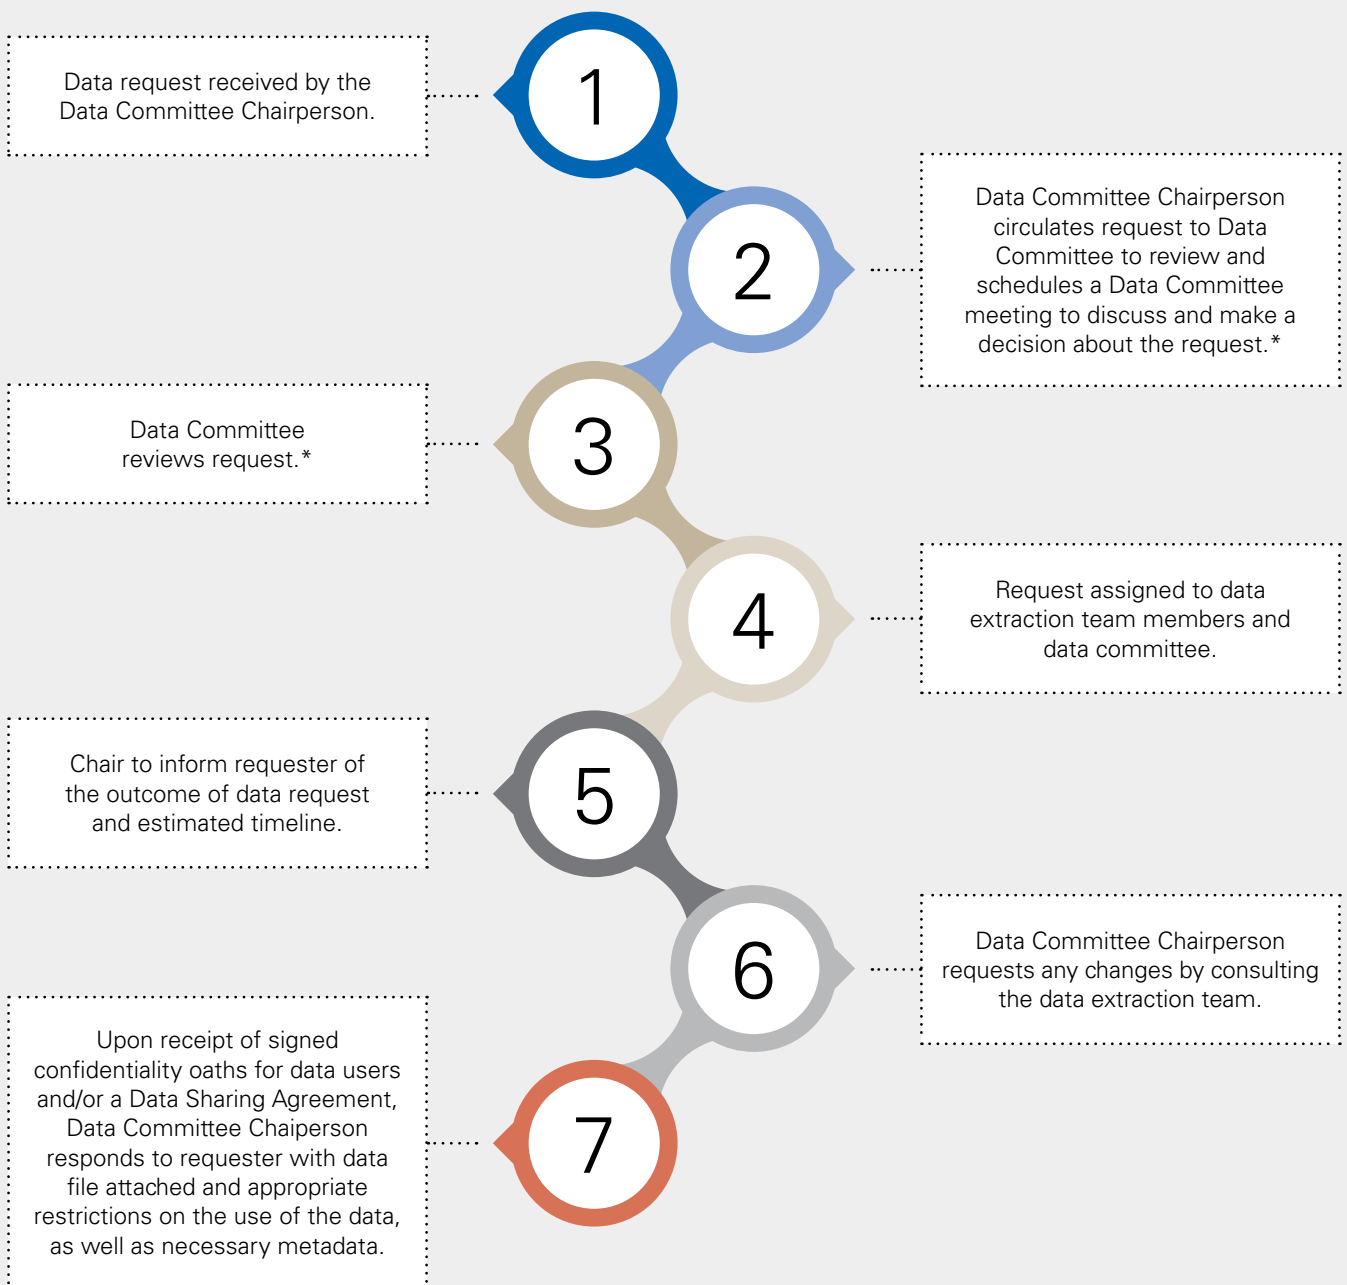 1
Data request received by the
Data Committee Chairperson.
2
Data Committee Chairperson
circulates request to Data
Committee to review and
schedules a Data Committee
meeting to discuss and make a
decision about the request.*
3
Data Committee
reviews request.*
4
Request assigned to data
extraction team members and
data committee.
5
Chair to inform requester of
the outcome of data request
and estimated timeline.
6
Data Committee Chairperson
requests any changes by consulting
the data extraction team.
7
Upon receipt of signed
confidentiality oaths for data users
and/or a Data Sharing Agreement,
Data Committee Chaiperson
responds to requester with data
file attached and appropriate
restrictions on the use of the data,
as well as necessary metadata.